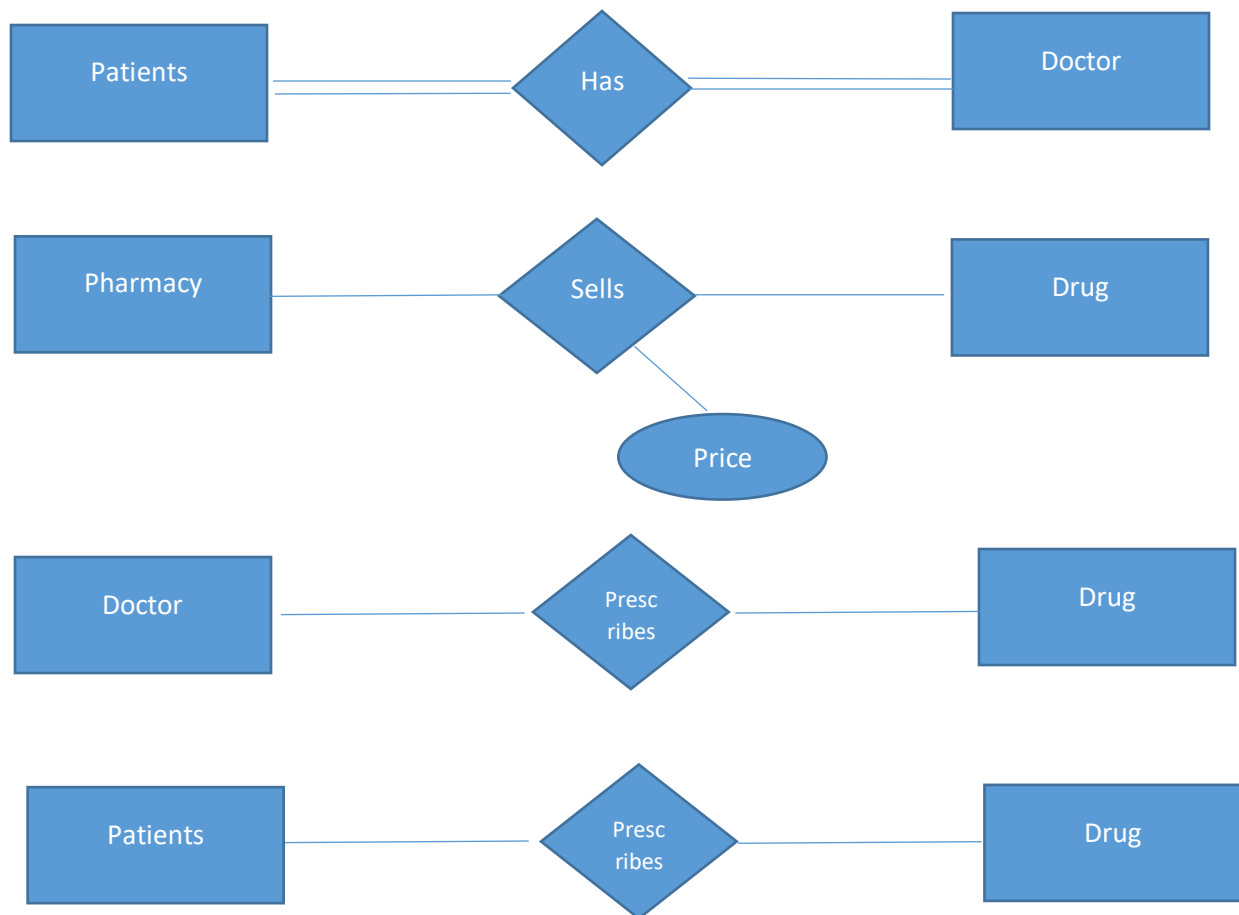 Patients
Has
Doctor
Pharmacy
Sells
Drug
Price
Doctor
Presc
ribes
Drug
Patients
Presc
ribes
Drug